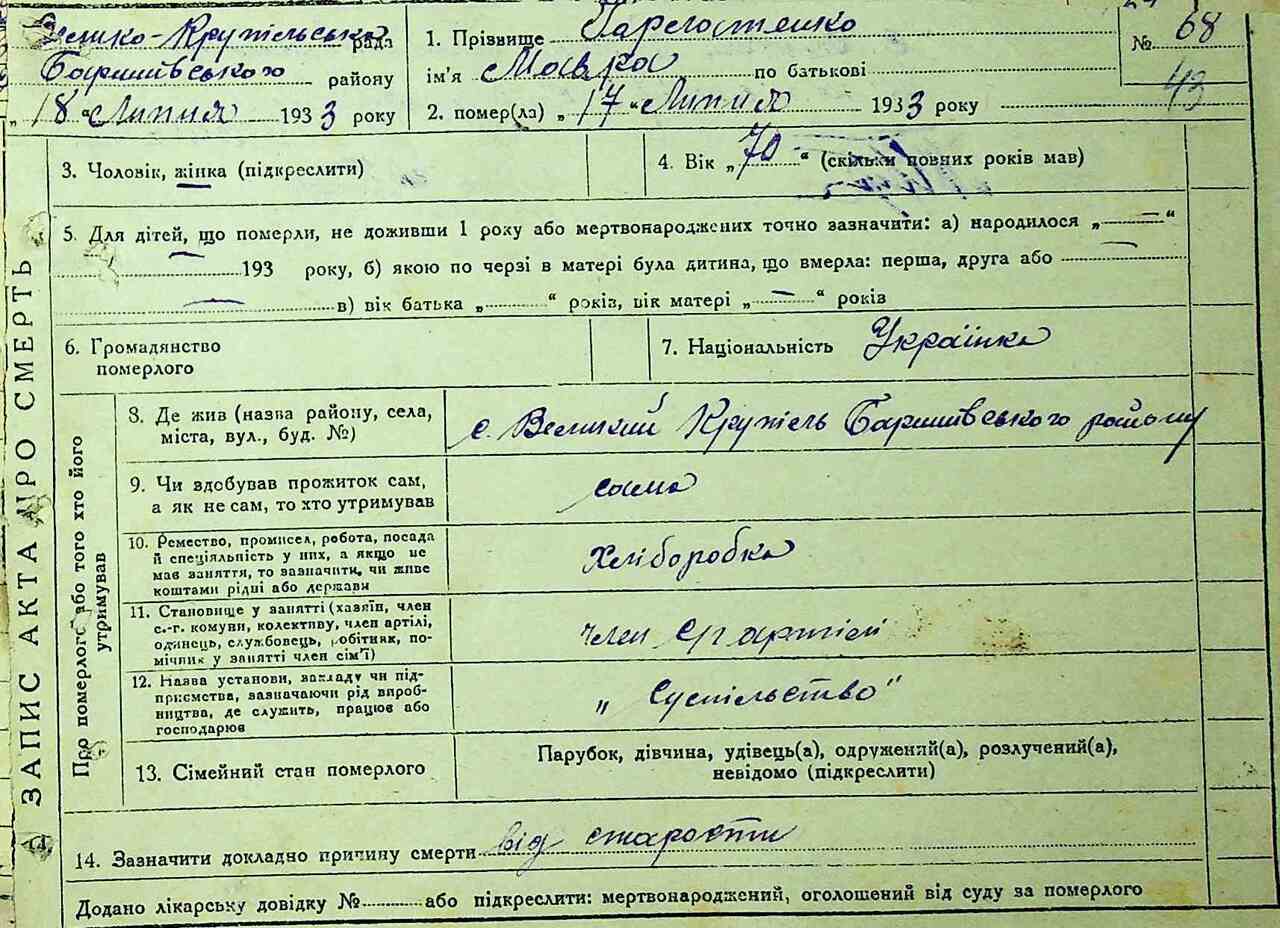 Велико-Крупільська рада
Баришівського району
„18“ Липня 1933 року
1. Прізвище
ім'я Мавра по батькові
2. помер(ла) „17“ Липня 1933 року
№ 68
43
ЗАПИС АКТА ПРО СМЕРТЬ
3. Чоловік, жінка (підкреслити)
4. Вік „70“ (скільки повних років мав)
5. Для дітей, що померли, не доживши 1 року або мертвонароджених точно зазначити: а) народилося „—“
193 року, б) якою по черзі в матері була дитина, що вмерла: перша, друга або —
— в) вік батька „ “ років, вік матері „—“ років
6. Громадянство
померлого
7. Національність Українка
Про померлого або того хто його
утримував
8. Де жив (назва району, села,
міста, вул., буд. №)
с. Великий Крупіль Баришівського району
9. Чи здобував прожиток сам,
а як не сам, то хто утримував
сама
10. Ремество, промисел, робота, посада
й спеціяльність у них, а якщо не
мав заняття, то зазначити, чи живе
коштами рідні або держави
Хліборобка
11. Становище у занятті (хазяїн, член
с.-г. комуни, колективу, член артілі,
одинець, службовець, робітник, по-
мічник у занятті член сім'ї)
член с/г артілі
12. Назва установи, закладу чи під-
приємства, зазначаючи рід вироб-
ництва, де служить, працює або
господарює
„Суспільство“
13. Сімейний стан померлого
Парубок, дівчина, удівець(а), одружений(а), розлучений(а),
невідомо (підкреслити)
14. Зазначити докладно причину смерти від старости
Додано лікарську довідку № або підкреслити: мертвонароджений, оголошений від суду за померлого